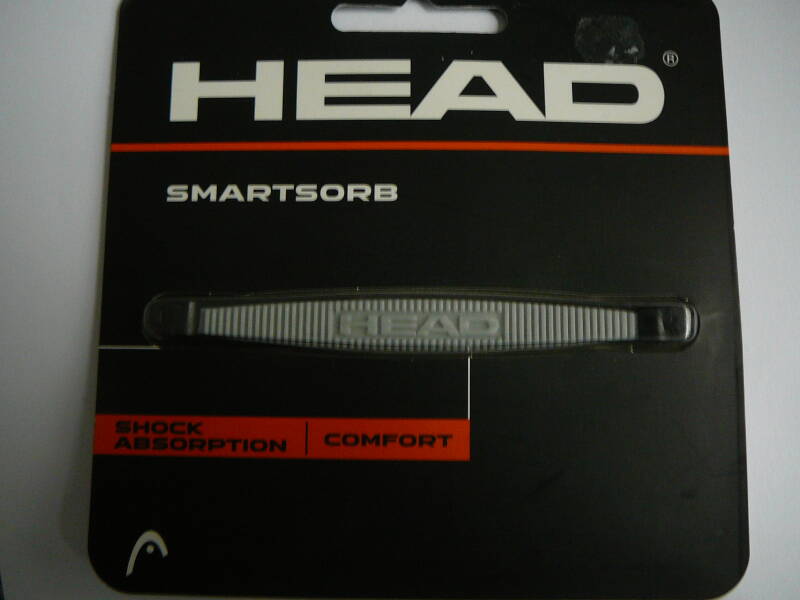 HEAD®
SMARTSORB
HEAD
SHOCK
ABSORPTION | COMFORT